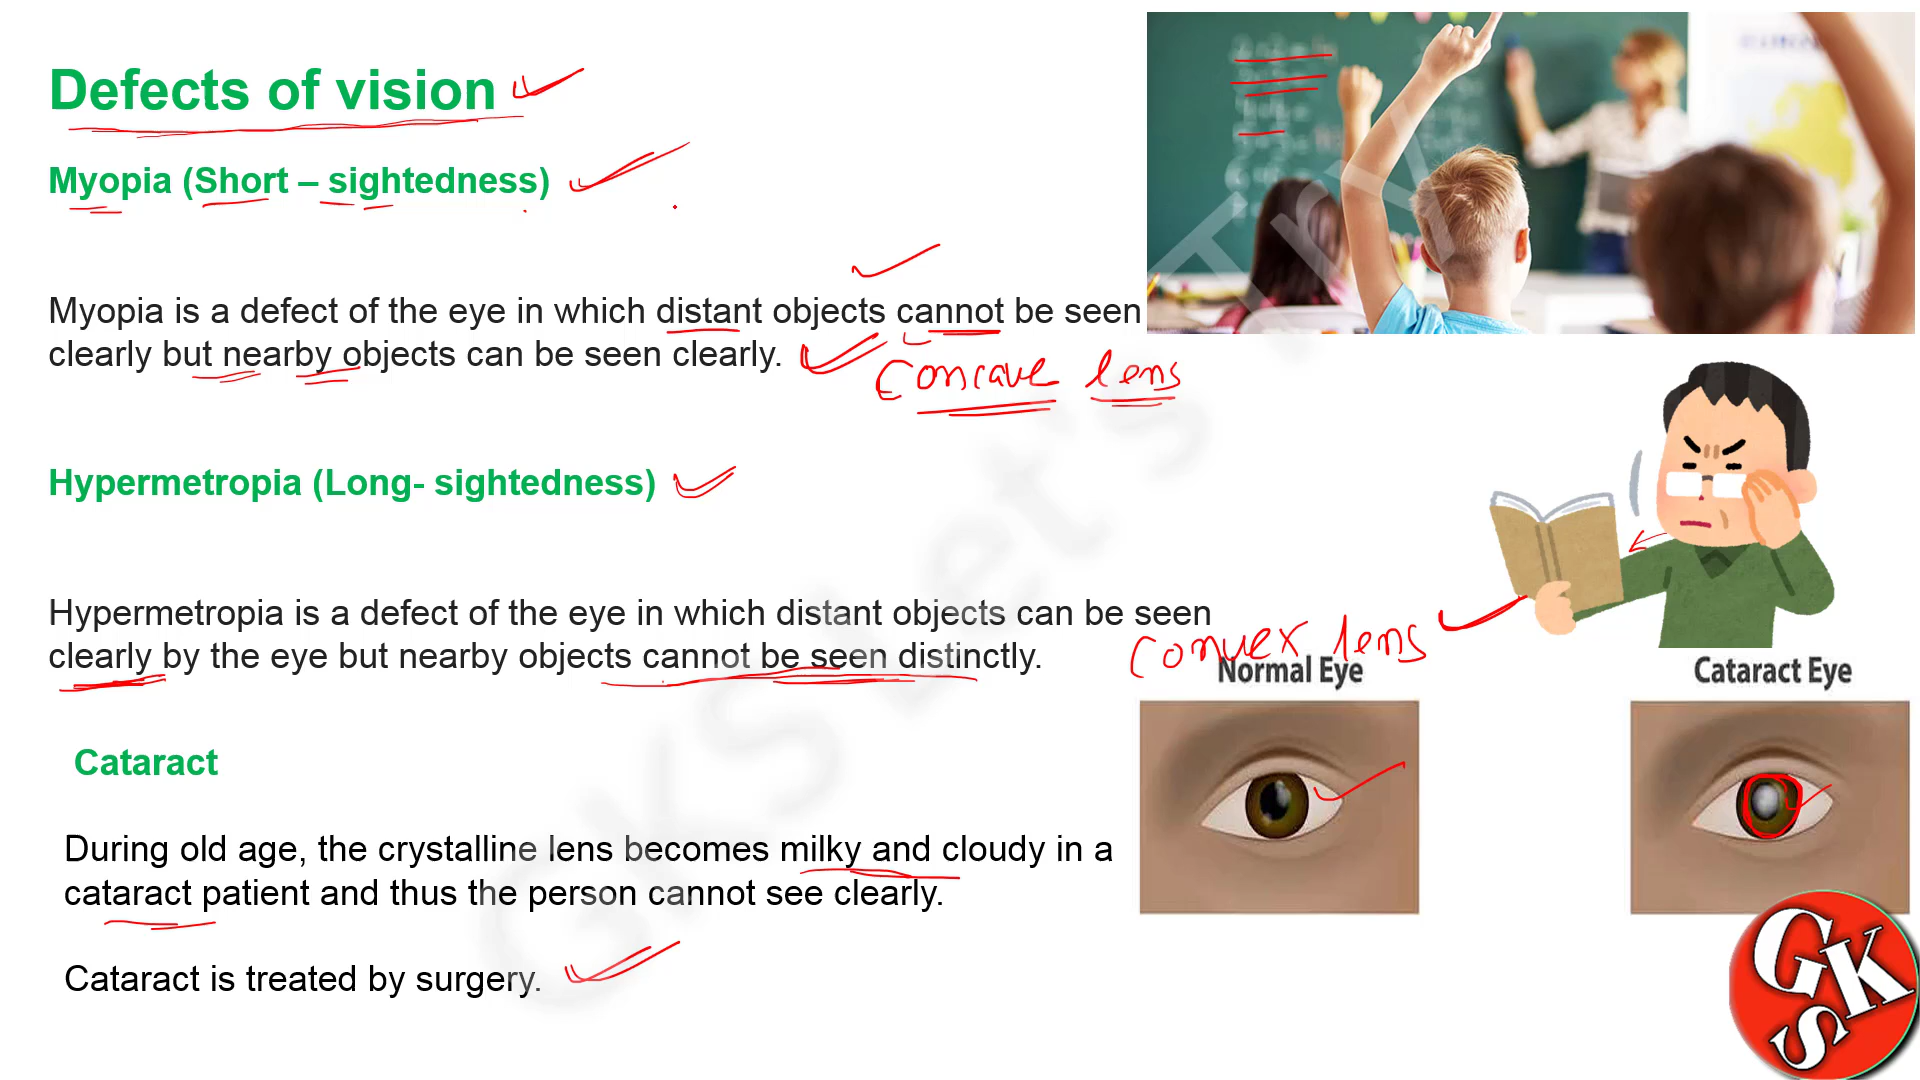 Defects of vision
Myopia (Short – sightedness)
Myopia is a defect of the eye in which distant objects cannot be seen
clearly but nearby objects can be seen clearly.
Concave lens
Hypermetropia (Long- sightedness)
Hypermetropia is a defect of the eye in which distant objects can be seen
clearly by the eye but nearby objects cannot be seen distinctly.
Convex lens
Normal Eye
Cataract Eye
Cataract
During old age, the crystalline lens becomes milky and cloudy in a
cataract patient and thus the person cannot see clearly.
Cataract is treated by surgery.
GKS Let's Try
GKS